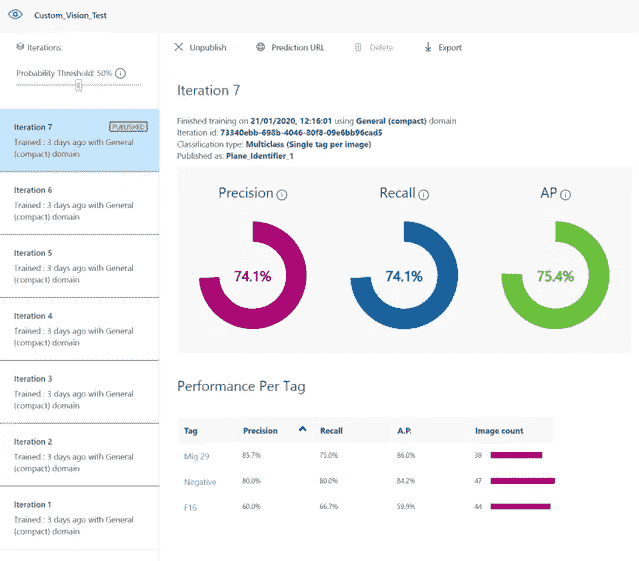 Custom_Vision_Test
Iterations
Unpublish
Prediction URL
Delete
Export
Probability Threshold: 50%
Iteration 7
PUBLISHED
Trained : 3 days ago with General
(compact) domain
Iteration 6
Trained : 3 days ago with General
(compact) domain
Iteration 5
Trained : 3 days ago with General
(compact) domain
Iteration 4
Trained : 3 days ago with General
(compact) domain
Iteration 3
Trained : 3 days ago with General
(compact) domain
Iteration 2
Trained : 3 days ago with General
(compact) domain
Iteration 1
Trained : 3 days ago with General
(compact) domain
Iteration 7
Finished training on 21/01/2020, 12:16:01 using General (compact) domain
Iteration id: 73340ebb-698b-4046-80f8-09e6bb96cad5
Classification type: Multiclass (Single tag per image)
Published as: Plane_Identifier_1
Precision Recall AP
74.1% 74.1% 75.4%
Performance Per Tag
Tag Precision Recall A.P. Image count
Mig 29 85.7% 75.0% 86.0% 38
Negative 80.0% 80.0% 84.2% 47
F16 60.0% 66.7% 59.9% 44